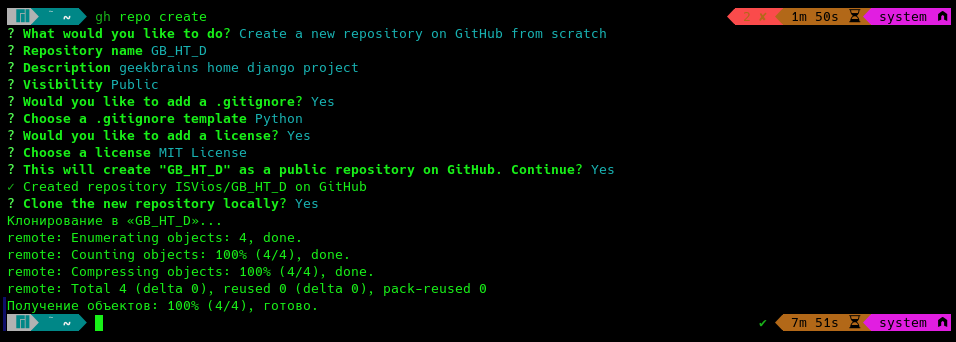 ~ gh repo create 2 x 1m 50s system
? What would you like to do? Create a new repository on GitHub from scratch
? Repository name GB_HT_D
? Description geekbrains home django project
? Visibility Public
? Would you like to add a .gitignore? Yes
? Choose a .gitignore template Python
? Would you like to add a license? Yes
? Choose a license MIT License
? This will create "GB_HT_D" as a public repository on GitHub. Continue? Yes
✓ Created repository ISVios/GB_HT_D on GitHub
? Clone the new repository locally? Yes
Клонирование в «GB_HT_D»...
remote: Enumerating objects: 4, done.
remote: Counting objects: 100% (4/4), done.
remote: Compressing objects: 100% (4/4), done.
remote: Total 4 (delta 0), reused 0 (delta 0), pack-reused 0
Получение объектов: 100% (4/4), готово.
~ ✔ 7m 51s system